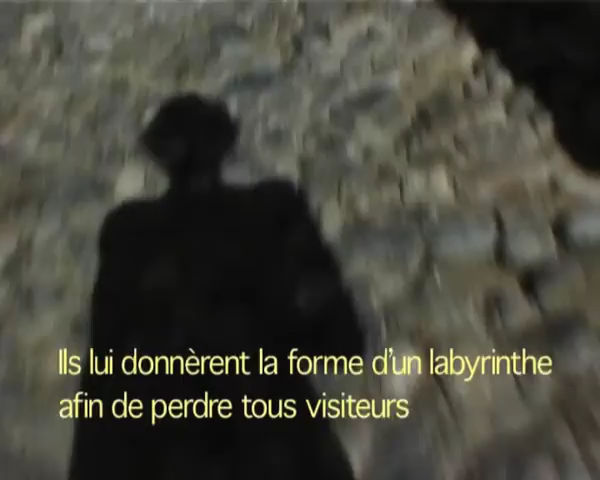 Ils lui donnèrent la forme d'un labyrinthe
afin de perdre tous visiteurs